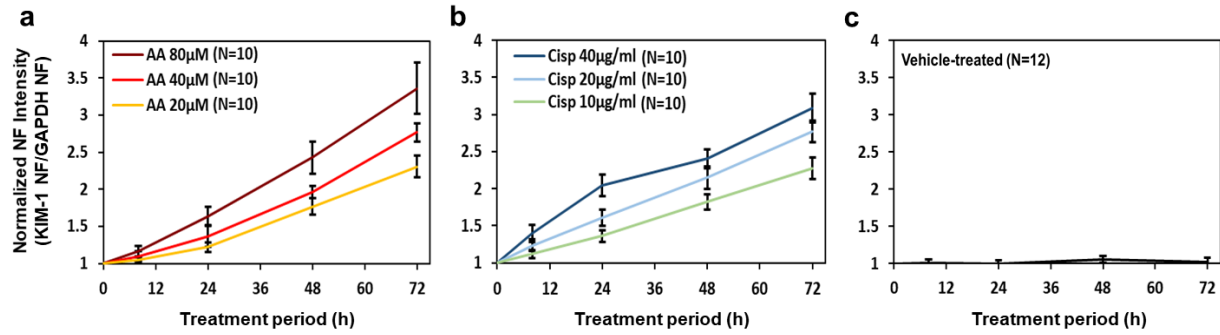 a
Normalized NF Intensity
(KIM-1 NF/GAPDH NF)
4
3.5
3
2.5
2
1.5
1
AA 80µM (N=10)
AA 40µM (N=10)
AA 20µM (N=10)
0 12 24 36 48 60 72
Treatment period (h)
b
4
3.5
3
2.5
2
1.5
1
Cisp 40µg/ml (N=10)
Cisp 20µg/ml (N=10)
Cisp 10µg/ml (N=10)
0 12 24 36 48 60 72
Treatment period (h)
c
4
3.5
3
2.5
2
1.5
1
Vehicle-treated (N=12)
0 12 24 36 48 60 72
Treatment period (h)